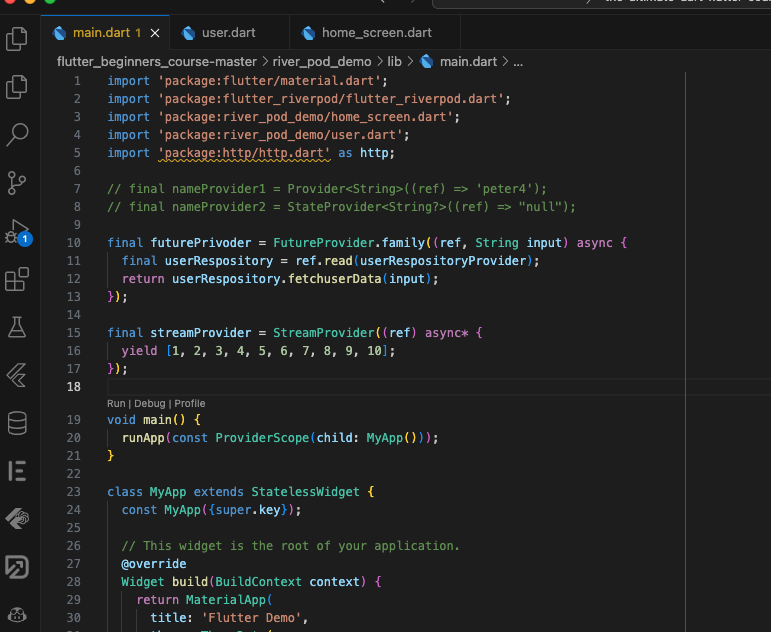 main.dart 1
user.dart
home_screen.dart
flutter_beginners_course-master > river_pod_demo > lib > main.dart > ...
1 import 'package:flutter/material.dart';
2 import 'package:flutter_riverpod/flutter_riverpod.dart';
3 import 'package:river_pod_demo/home_screen.dart';
4 import 'package:river_pod_demo/user.dart';
5 import 'package:http/http.dart' as http;
6
7 // final nameProvider1 = Provider<String>((ref) => 'peter4');
8 // final nameProvider2 = StateProvider<String?>((ref) => "null");
9
10 final futurePrivoder = FutureProvider.family((ref, String input) async {
11 final userRespository = ref.read(userRespositoryProvider);
12 return userRespository.fetchuserData(input);
13 });
14
15 final streamProvider = StreamProvider((ref) async* {
16 yield [1, 2, 3, 4, 5, 6, 7, 8, 9, 10];
17 });
18
Run | Debug | Profile
19 void main() {
20 runApp(const ProviderScope(child: MyApp()));
21 }
22
23 class MyApp extends StatelessWidget {
24 const MyApp({super.key});
25
26 // This widget is the root of your application.
27 @override
28 Widget build(BuildContext context) {
29 return MaterialApp(
30 title: 'Flutter Demo',
1